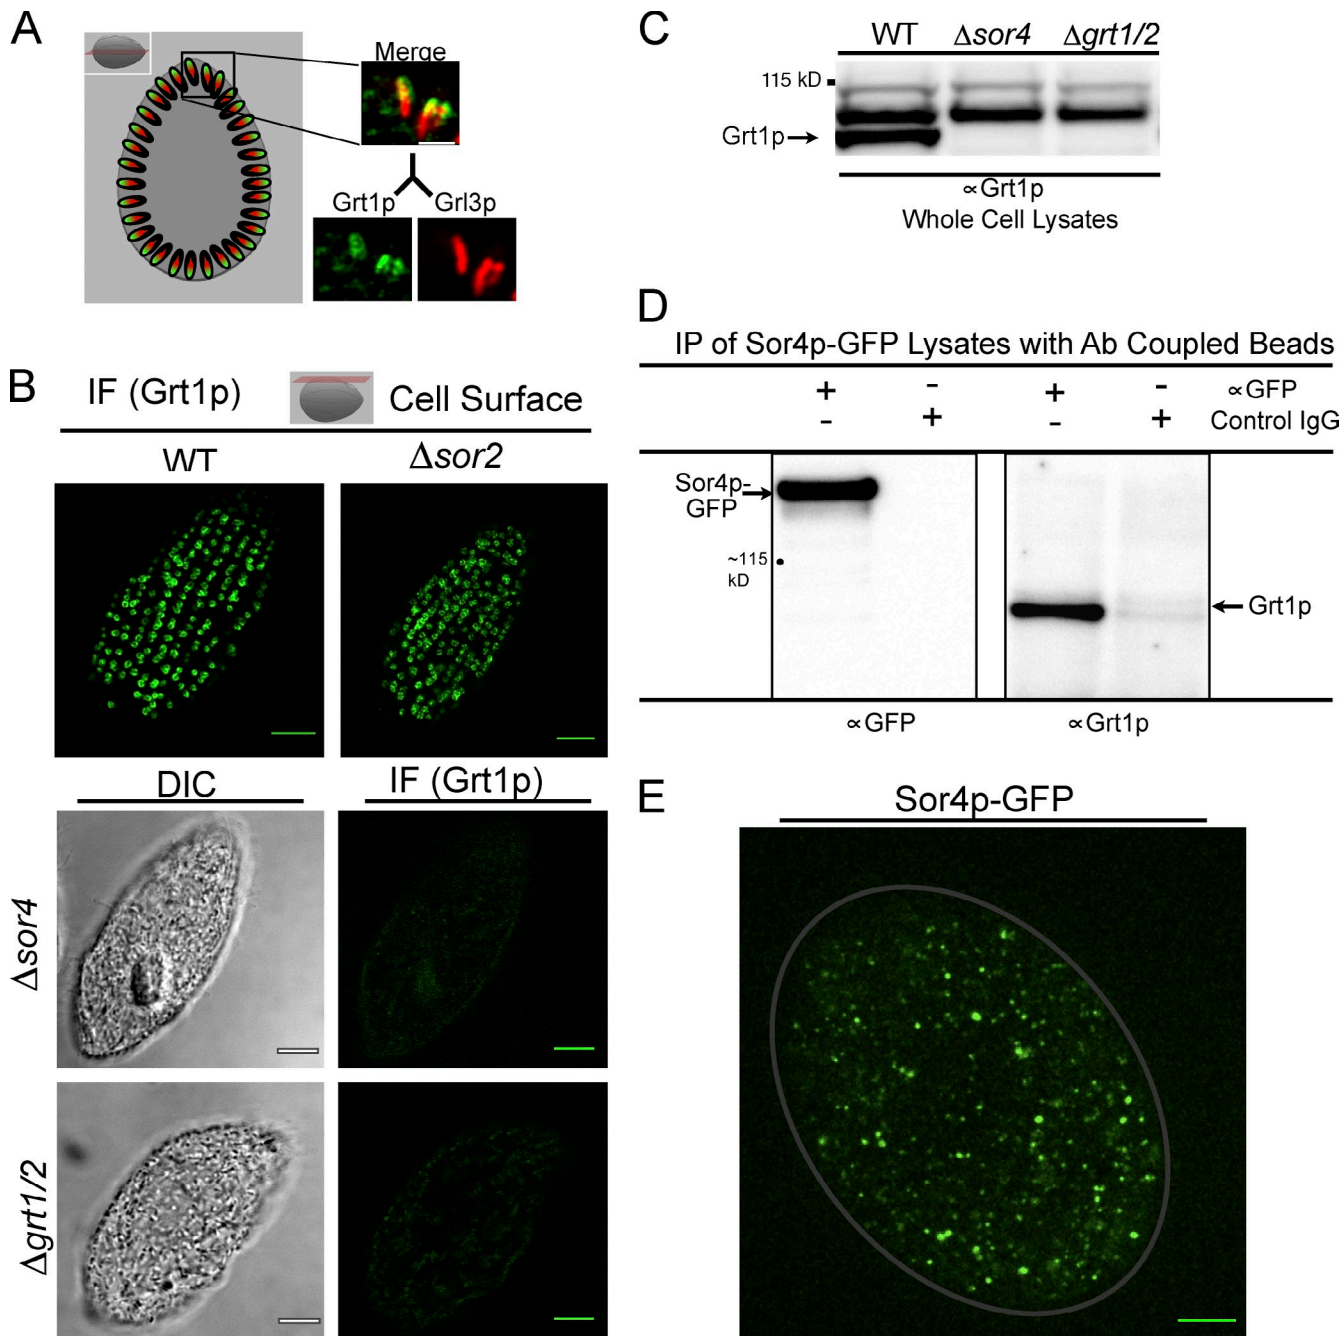 A
Merge
Grt1p
Grl3p
B
IF (Grt1p)
Cell Surface
WT
Δsor2
DIC
IF (Grt1p)
Δsor4
Δgrt1/2
C
WT
Δsor4
Δgrt1/2
115 kD
Grt1p
∝Grt1p
Whole Cell Lysates
D
IP of Sor4p-GFP Lysates with Ab Coupled Beads
+ - + - ∝GFP
- + - + Control IgG
Sor4p-
GFP
~115
kD
Grt1p
∝GFP
∝Grt1p
E
Sor4p-GFP